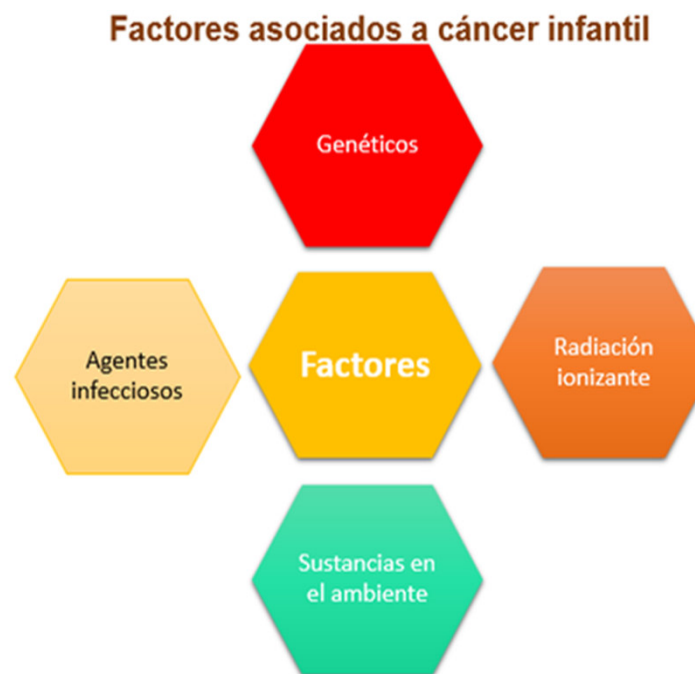 Factores asociados a cáncer infantil
Genéticos
Agentes
infecciosos
Factores
Radiación
ionizante
Sustancias en
el ambiente